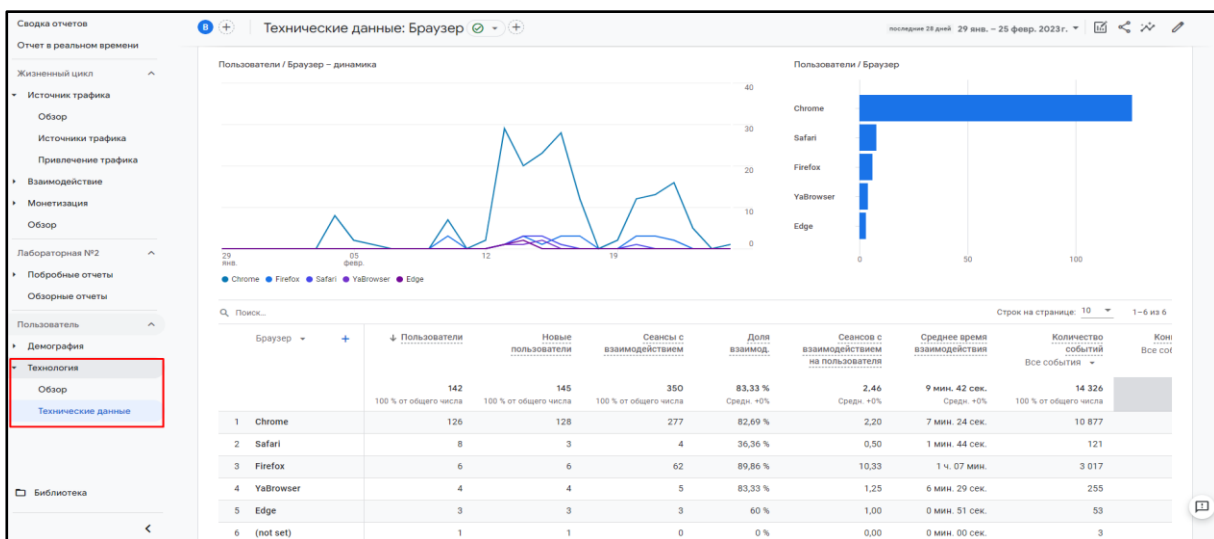 Сводка отчетов
Отчет в реальном времени
Жизненный цикл
Источник трафика
Обзор
Источники трафика
Привлечение трафика
Взаимодействие
Монетизация
Обзор
Лабораторная №2
Побробные отчеты
Обзорные отчеты
Пользователь
Демография
Технология
Обзор
Технические данные
Библиотека
В Технические данные: Браузер
последние 28 дней 29 янв. – 25 февр. 2023 г.
Пользователи / Браузер – динамика
40
30
20
10
0
29 янв.
05 февр.
12
19
Chrome Firefox Safari YaBrowser Edge
Пользователи / Браузер
Chrome
Safari
Firefox
YaBrowser
Edge
0 50 100
Поиск...
Строк на странице: 10 1–6 из 6
Браузер + ↓ Пользователи Новые пользователи Сеансы с взаимодействием Доля взаимод. Сеансов с взаимодействием на пользователя Среднее время взаимодействия Количество событий Все события Кон Все соб
142 145 350 83,33 % 2,46 9 мин. 42 сек. 14 326
100 % от общего числа 100 % от общего числа 100 % от общего числа Средн. +0% Средн. +0% Средн. +0% 100 % от общего числа
1 Chrome 126 128 277 82,69 % 2,20 7 мин. 24 сек. 10 877
2 Safari 8 3 4 36,36 % 0,50 1 мин. 44 сек. 121
3 Firefox 6 6 62 89,86 % 10,33 1 ч. 07 мин. 3 017
4 YaBrowser 4 4 5 83,33 % 1,25 6 мин. 29 сек. 255
5 Edge 3 3 3 60 % 1,00 0 мин. 51 сек. 53
6 (not set) 1 1 0 0 % 0,00 0 мин. 00 сек. 3